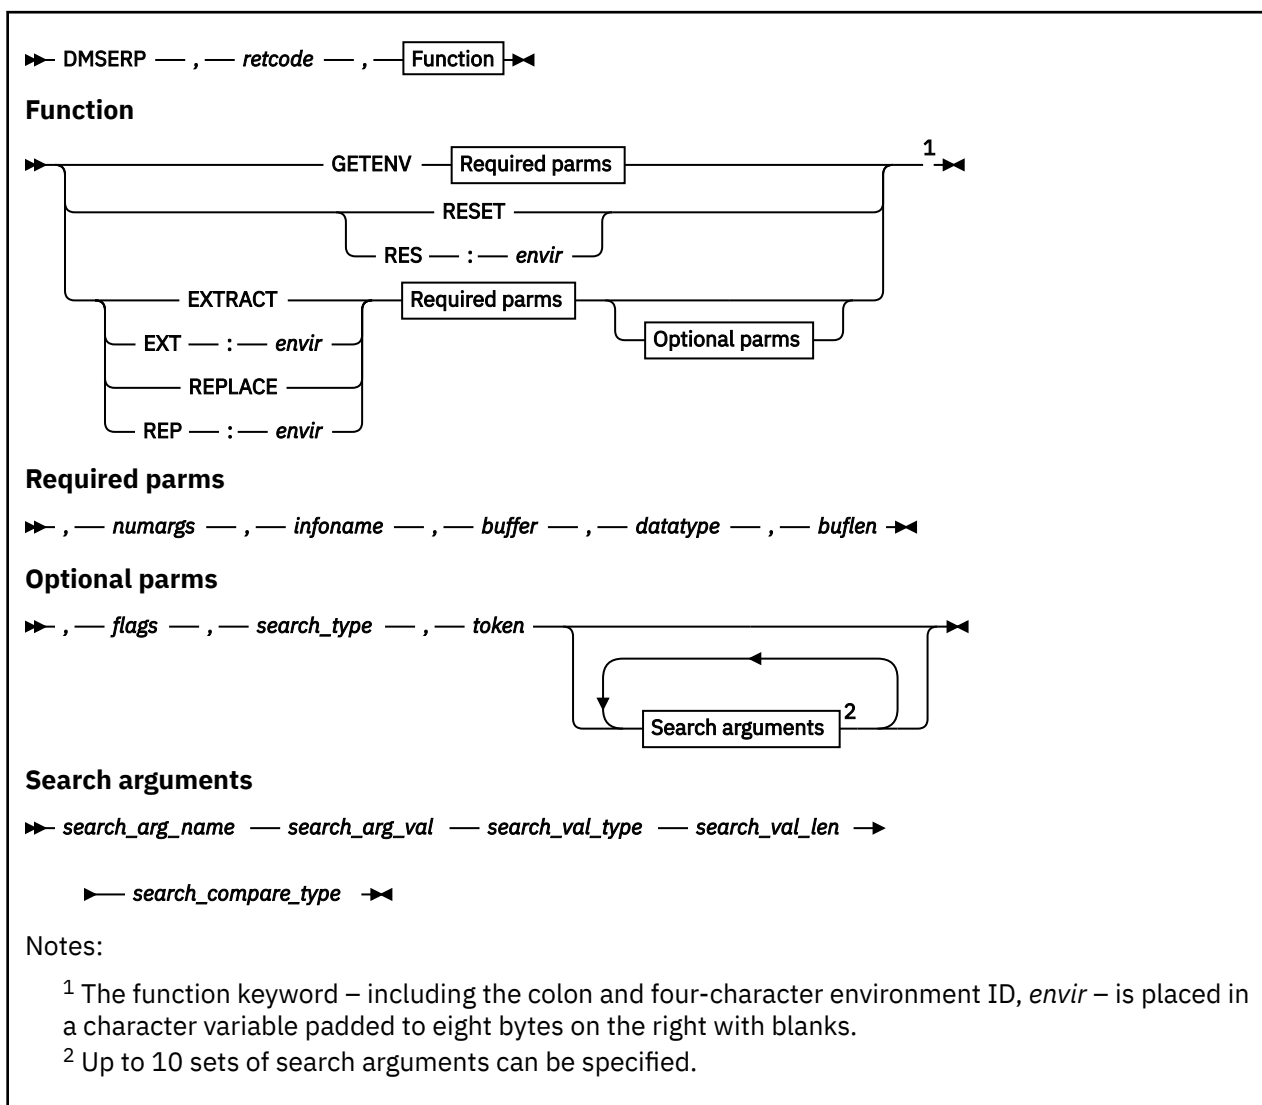 DMSERP , retcode , Function
Function
GETENV Required parms 1
RESET
RES : envir
EXTRACT Required parms
EXT : envir Optional parms
REPLACE
REP : envir
Required parms
, numargs , infoname , buffer , datatype , buflen
Optional parms
, flags , search_type , token
Search arguments 2
Search arguments
search_arg_name search_arg_val search_val_type search_val_len
search_compare_type
Notes:
1 The function keyword – including the colon and four-character environment ID, envir – is placed in
a character variable padded to eight bytes on the right with blanks.
2 Up to 10 sets of search arguments can be specified.